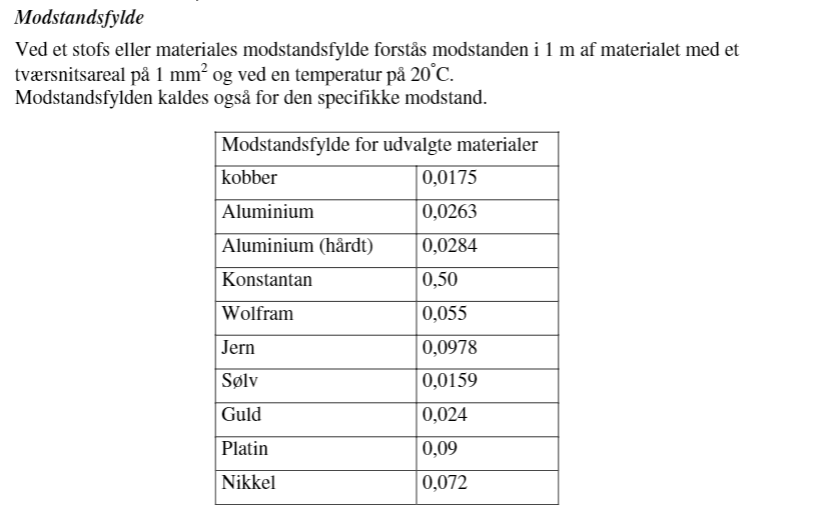 Modstandsfylde
Ved et stofs eller materiales modstandsfylde forstås modstanden i 1 m af materialet med et
tværsnitsareal på 1 mm² og ved en temperatur på 20°C.
Modstandsfylden kaldes også for den specifikke modstand.
Modstandsfylde for udvalgte materialer
kobber 0,0175
Aluminium 0,0263
Aluminium (hårdt) 0,0284
Konstantan 0,50
Wolfram 0,055
Jern 0,0978
Sølv 0,0159
Guld 0,024
Platin 0,09
Nikkel 0,072